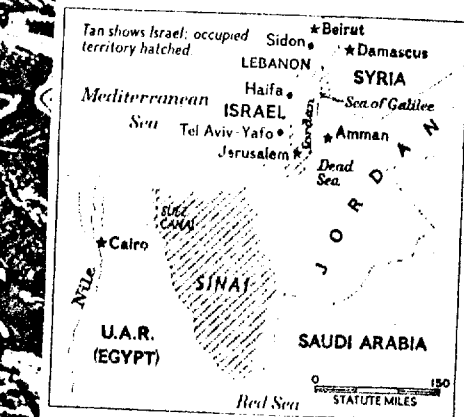 Tan shows Israel; occupied
territory hatched.
Beirut
Sidon
Damascus
LEBANON
SYRIA
Haifa
Mediterranean
Sea
Sea of Galilee
ISRAEL
Jordan
Tel Aviv-Yafo
Amman
Jerusalem
Dead
Sea
JORDAN
SUEZ
CANAL
Cairo
SINAI
Nile
U.A.R.
(EGYPT)
SAUDI ARABIA
0 150
STATUTE MILES
Red Sea